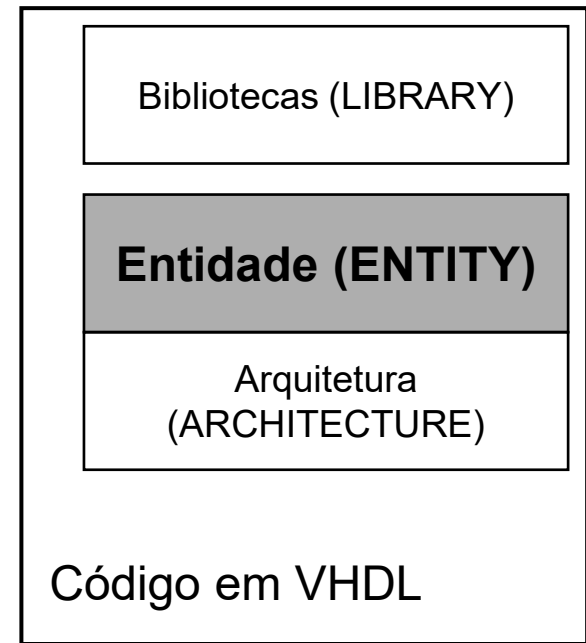 Bibliotecas (LIBRARY)
Entidade (ENTITY)
Arquitetura
(ARCHITECTURE)
Código em VHDL